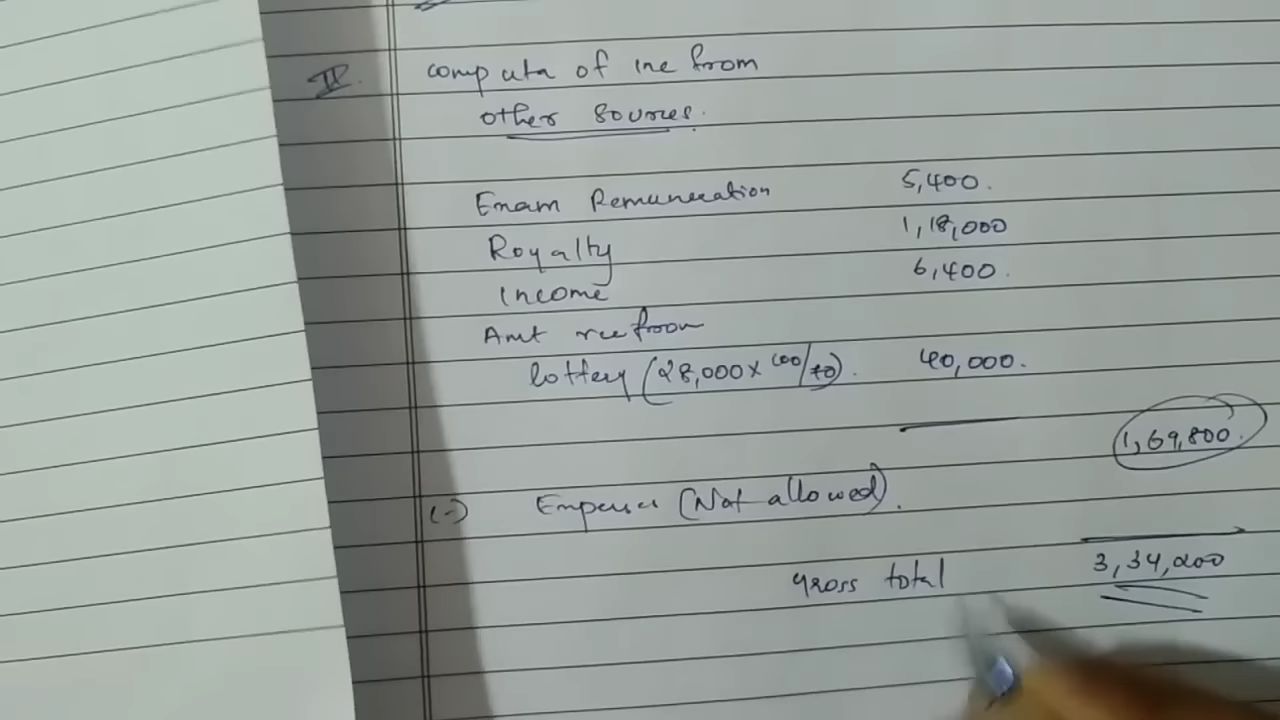 IV. computa of inc from
other sources.
Exam Remuneration 5,400.
Royalty 1,18,000
Income 6,400.
Amt rec from
lottery (28,000 x 100/70). 40,000.
1,69,800.
(-) Expenses (Not allowed).
Gross total 3,34,200